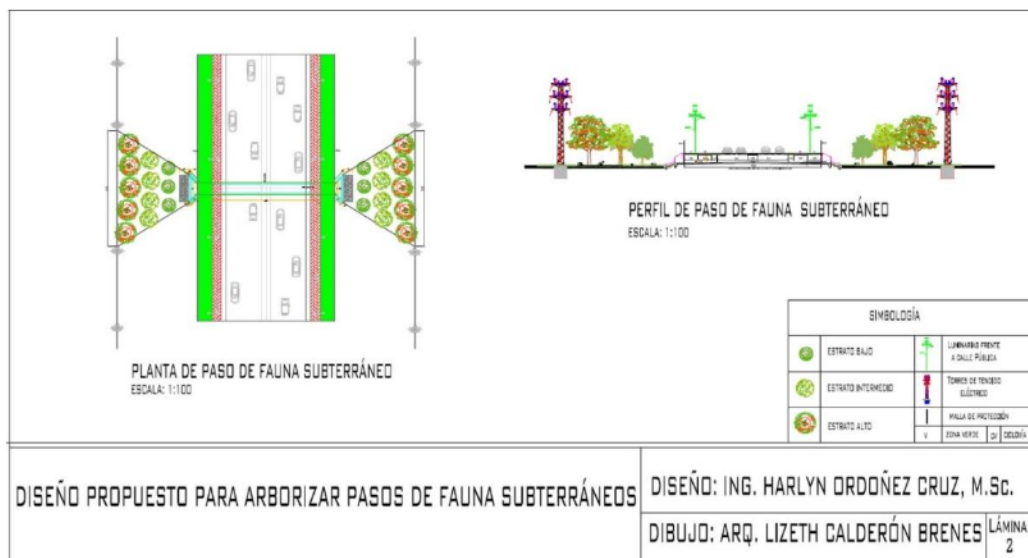 PLANTA DE PASO DE FAUNA SUBTERRÁNEO
ESCALA: 1:100
PERFIL DE PASO DE FAUNA SUBTERRÁNEO
ESCALA: 1:100
SIMBOLOGÍA
ESTRATO BAJO
LUMINARIAS FRENTE
A CALLE PÚBLICA
ESTRATO INTERMEDIO
TORRES DE TENDIDO
ELÉCTRICO
ESTRATO ALTO
MALLA DE PROTECCIÓN
V ZONA VERDE CV CICLOVÍA
DISEÑO PROPUESTO PARA ARBORIZAR PASOS DE FAUNA SUBTERRÁNEOS
DISEÑO: ING. HARLYN ORDOÑEZ CRUZ, M.Sc.
DIBUJO: ARQ. LIZETH CALDERÓN BRENES
LÁMINA
2